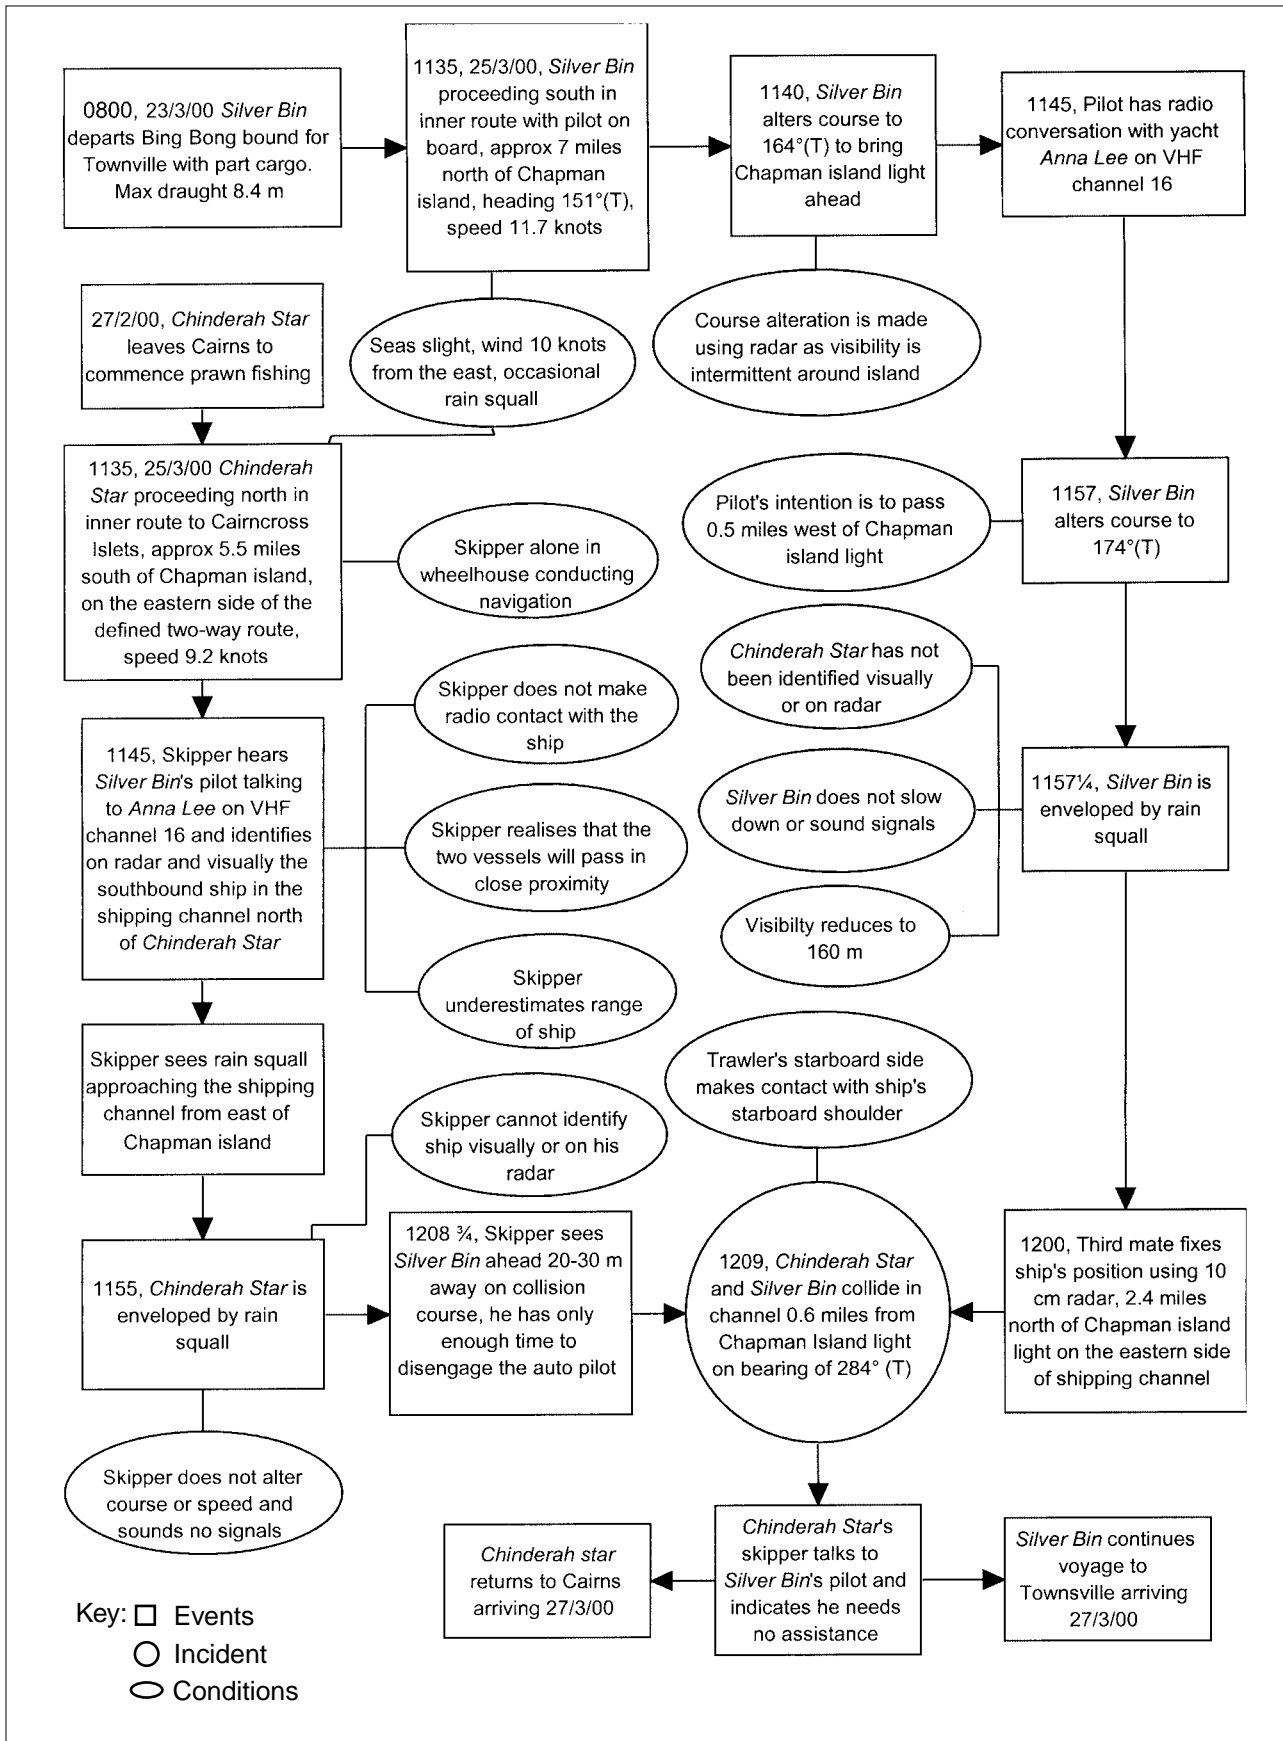 0800, 23/3/00 Silver Bin
departs Bing Bong bound for
Townville with part cargo.
Max draught 8.4 m
1135, 25/3/00, Silver Bin
proceeding south in
inner route with pilot on
board, approx 7 miles
north of Chapman
island, heading 151°(T),
speed 11.7 knots
1140, Silver Bin
alters course to
164°(T) to bring
Chapman island light
ahead
1145, Pilot has radio
conversation with yacht
Anna Lee on VHF
channel 16
27/2/00, Chinderah Star
leaves Cairns to
commence prawn fishing
Seas slight, wind 10 knots
from the east, occasional
rain squall
Course alteration is made
using radar as visibility is
intermittent around island
1135, 25/3/00 Chinderah
Star proceeding north in
inner route to Cairncross
Islets, approx 5.5 miles
south of Chapman island,
on the eastern side of the
defined two-way route,
speed 9.2 knots
Skipper alone in
wheelhouse conducting
navigation
Pilot's intention is to pass
0.5 miles west of Chapman
island light
1157, Silver Bin
alters course to
174°(T)
1145, Skipper hears
Silver Bin's pilot talking
to Anna Lee on VHF
channel 16 and identifies
on radar and visually the
southbound ship in the
shipping channel north
of Chinderah Star
Skipper does not make
radio contact with the
ship
Skipper realises that the
two vessels will pass in
close proximity
Skipper
underestimates range
of ship
Chinderah Star has not
been identified visually
or on radar
Silver Bin does not slow
down or sound signals
Visibilty reduces to
160 m
1157¼, Silver Bin is
enveloped by rain
squall
Skipper sees rain squall
approaching the shipping
channel from east of
Chapman island
Skipper cannot identify
ship visually or on his
radar
Trawler's starboard side
makes contact with ship's
starboard shoulder
1155, Chinderah Star is
enveloped by rain
squall
1208 ¾, Skipper sees
Silver Bin ahead 20-30 m
away on collision
course, he has only
enough time to
disengage the auto pilot
1209, Chinderah Star
and Silver Bin collide in
channel 0.6 miles from
Chapman Island light
on bearing of 284° (T)
1200, Third mate fixes
ship's position using 10
cm radar, 2.4 miles
north of Chapman island
light on the eastern side
of shipping channel
Skipper does not alter
course or speed and
sounds no signals
Chinderah star
returns to Cairns
arriving 27/3/00
Chinderah Star's
skipper talks to
Silver Bin's pilot and
indicates he needs
no assistance
Silver Bin continues
voyage to
Townsville arriving
27/3/00
Key: Events
Incident
Conditions